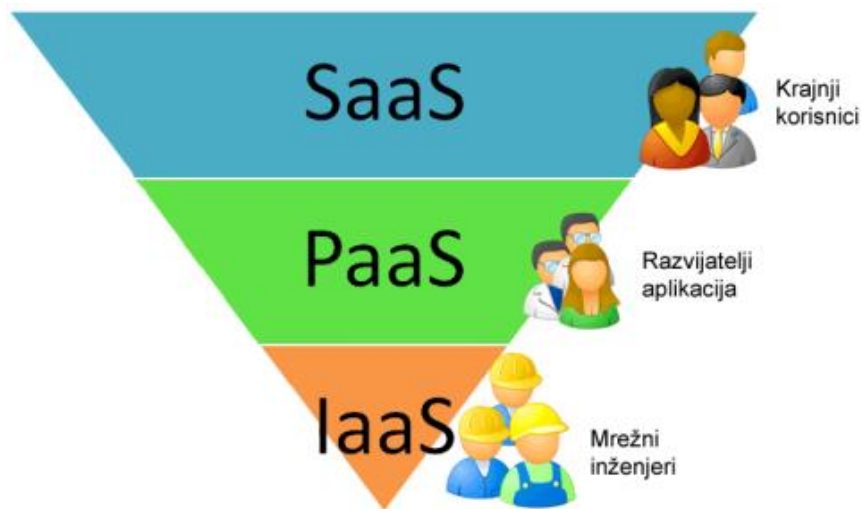 SaaS
Krajnji
korisnici
PaaS
Razvijatelji
aplikacija
IaaS
Mrežni
inženjeri